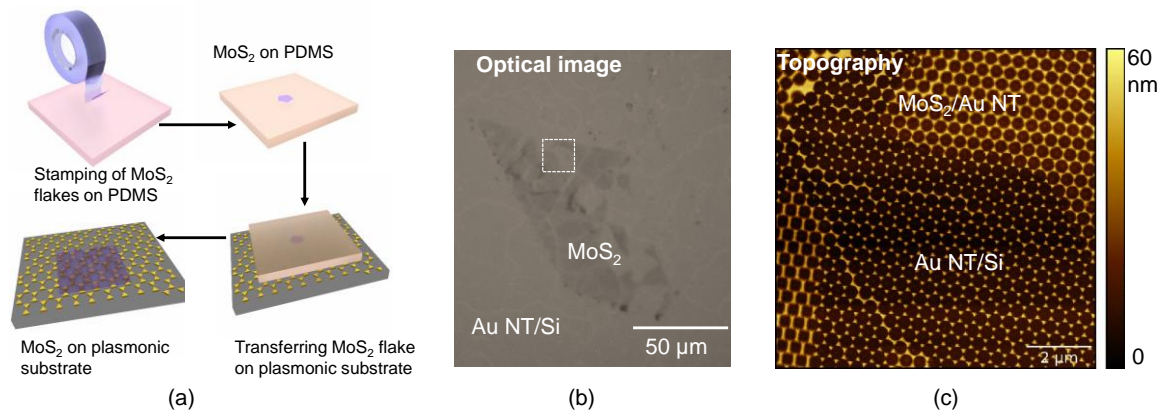 MoS₂ on PDMS
Stamping of MoS₂
flakes on PDMS
MoS₂ on plasmonic
substrate
Transferring MoS₂ flake
on plasmonic substrate
(a)
Optical image
MoS₂
Au NT/Si
50 µm
(b)
Topography
MoS₂/Au NT
Au NT/Si
2 µm
60
nm
0
(c)